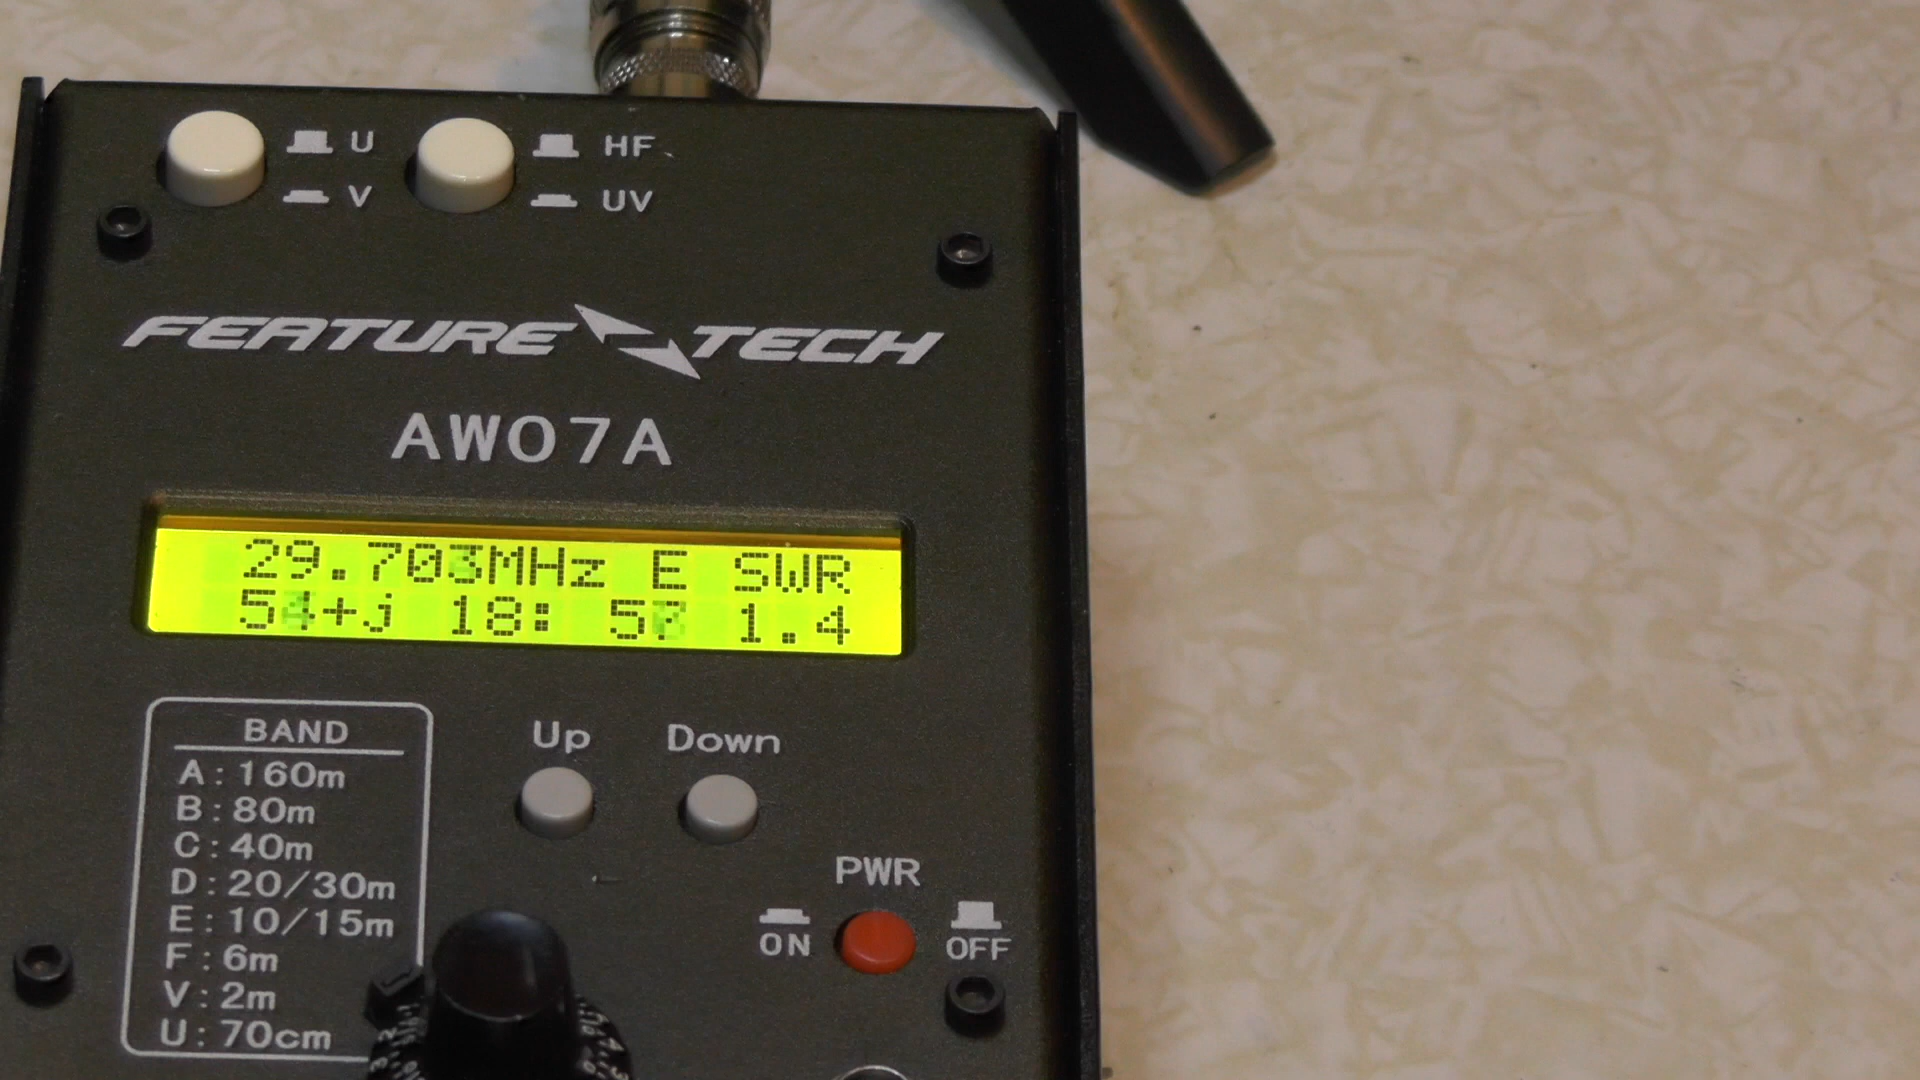 U
V
HF
UV
FEATURE TECH
AW07A
29.703MHz E SWR
54+j 18: 57 1.4
BAND
A : 160m
B : 80m
C : 40m
D : 20/30m
E : 10/15m
F : 6m
V : 2m
U : 70cm
Up
Down
PWR
ON
OFF